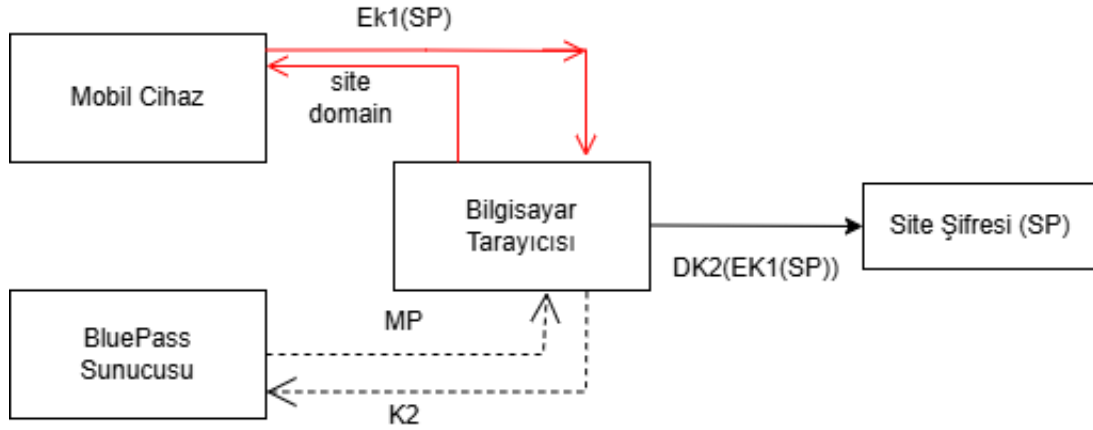 Ek1(SP)
Mobil Cihaz
site
domain
Bilgisayar
Tarayıcısı
Site Şifresi (SP)
DK2(EK1(SP))
MP
BluePass
Sunucusu
K2